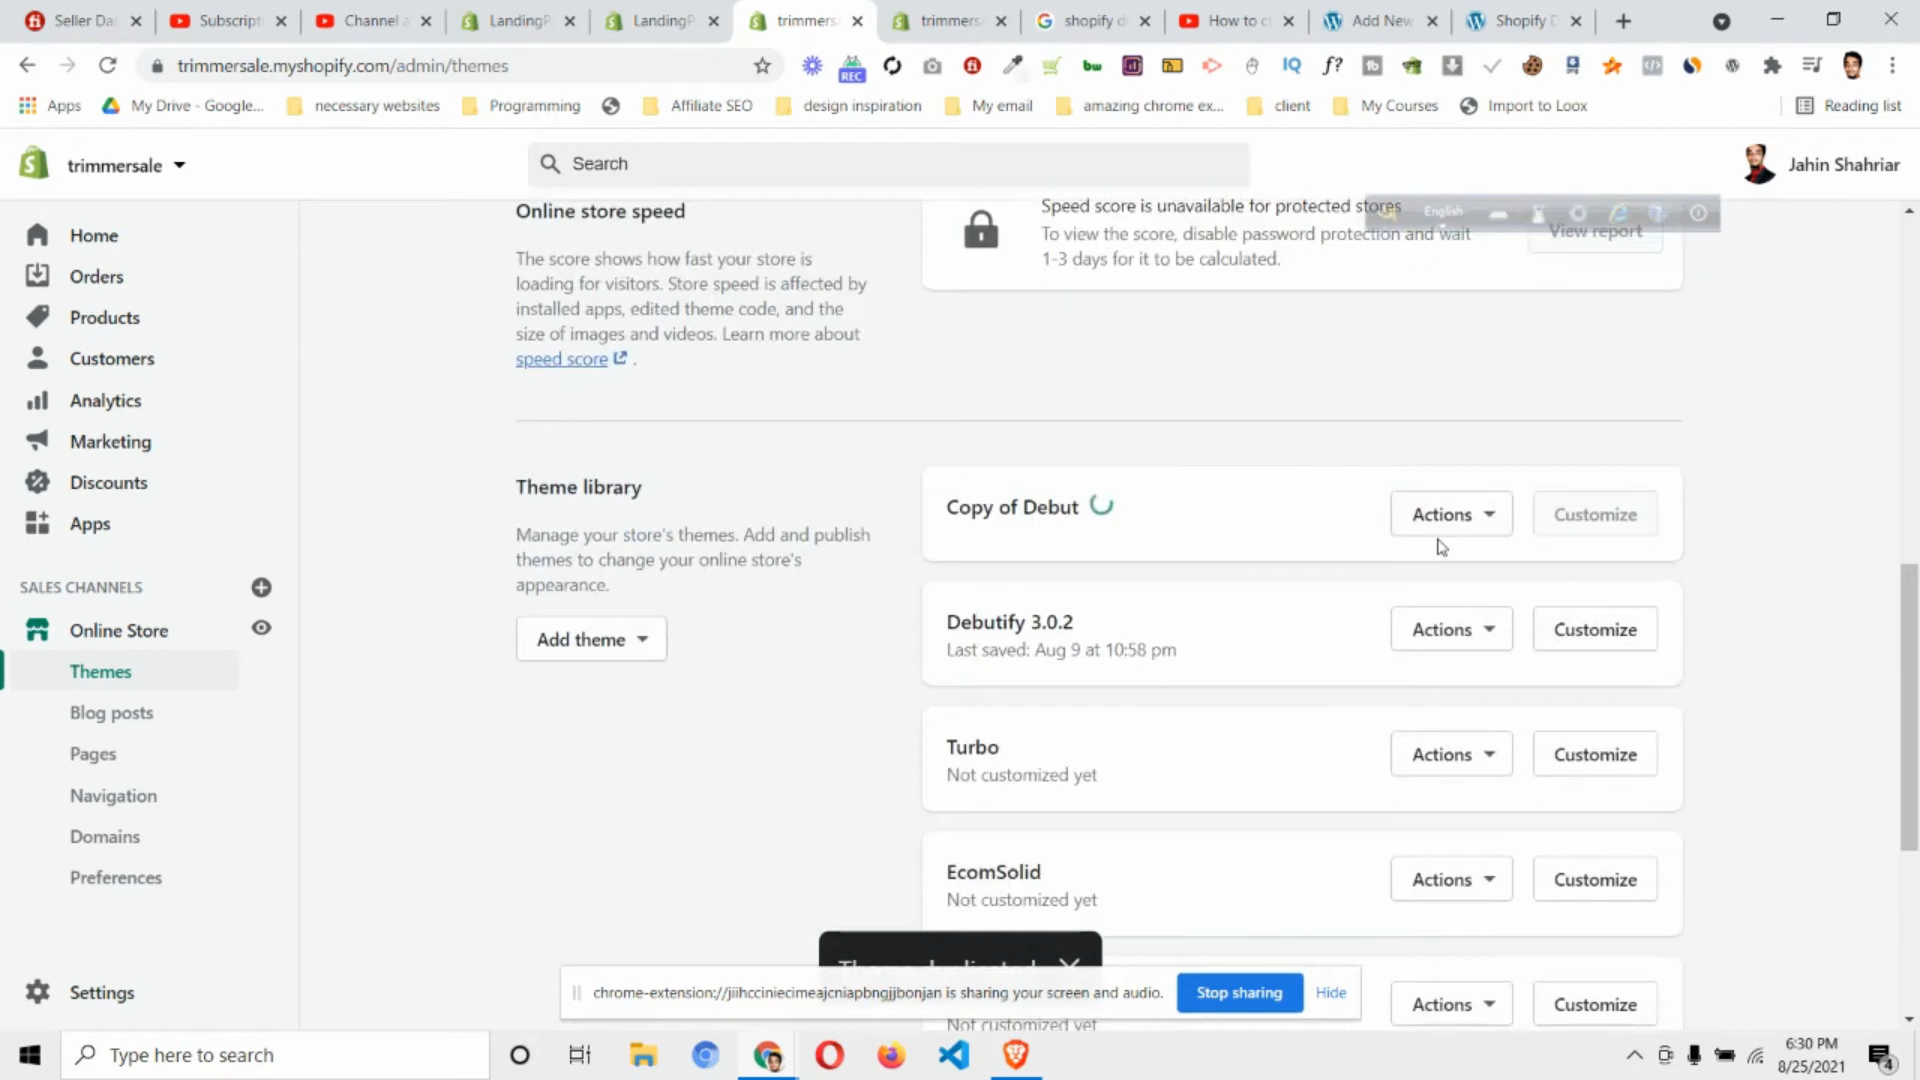 Seller Das
Subscript
Channel a
LandingP
LandingP
trimmersa
trimmers
shopify d
How to c
Add New
Shopify D
trimmersale.myshopify.com/admin/themes
REC
Apps
My Drive - Google...
necessary websites
Programming
Affiliate SEO
design inspiration
My email
amazing chrome ex...
client
My Courses
Import to Loox
Reading list
trimmersale
Search
Jahin Shahriar
Home
Orders
Products
Customers
Analytics
Marketing
Discounts
Apps
SALES CHANNELS
Online Store
Themes
Blog posts
Pages
Navigation
Domains
Preferences
Settings
Online store speed
The score shows how fast your store is
loading for visitors. Store speed is affected by
installed apps, edited theme code, and the
size of images and videos. Learn more about
speed score .
Speed score is unavailable for protected stores
To view the score, disable password protection and wait
1-3 days for it to be calculated.
English
View report
Theme library
Manage your store's themes. Add and publish
themes to change your online store's
appearance.
Add theme
Copy of Debut
Actions
Customize
Debutify 3.0.2
Last saved: Aug 9 at 10:58 pm
Actions
Customize
Turbo
Not customized yet
Actions
Customize
EcomSolid
Not customized yet
Actions
Customize
chrome-extension://jiihcciniecimeajcniapbngjjbonjan is sharing your screen and audio.
Stop sharing
Hide
Not customized yet
Actions
Customize
Type here to search
6:30 PM
8/25/2021
4